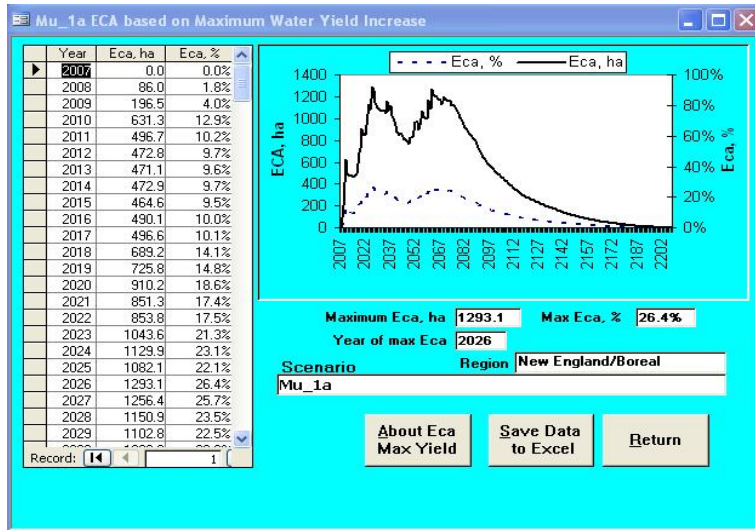 Mu_1a ECA based on Maximum Water Yield Increase
Year Eca, ha Eca, %
2007 0.0 0.0%
2008 86.0 1.8%
2009 196.5 4.0%
2010 631.3 12.9%
2011 496.7 10.2%
2012 472.8 9.7%
2013 471.1 9.6%
2014 472.9 9.7%
2015 464.6 9.5%
2016 490.1 10.0%
2017 496.6 10.1%
2018 689.2 14.1%
2019 725.8 14.8%
2020 910.2 18.6%
2021 851.3 17.4%
2022 853.8 17.5%
2023 1043.6 21.3%
2024 1129.9 23.1%
2025 1082.1 22.1%
2026 1293.1 26.4%
2027 1256.4 25.7%
2028 1150.9 23.5%
2029 1102.8 22.5%
Record: 1
Eca, % Eca, ha
1400 100%
1200 80%
1000
800 60%
600 40%
400
200 20%
0 0%
ECA, ha
Eca, %
2007 2022 2037 2052 2067 2082 2097 2112 2127 2142 2157 2172 2187 2202
Maximum Eca, ha 1293.1 Max Eca, % 26.4%
Year of max Eca 2026
Scenario Region New England/Boreal
Mu_1a
About Eca Save Data Return
Max Yield to Excel